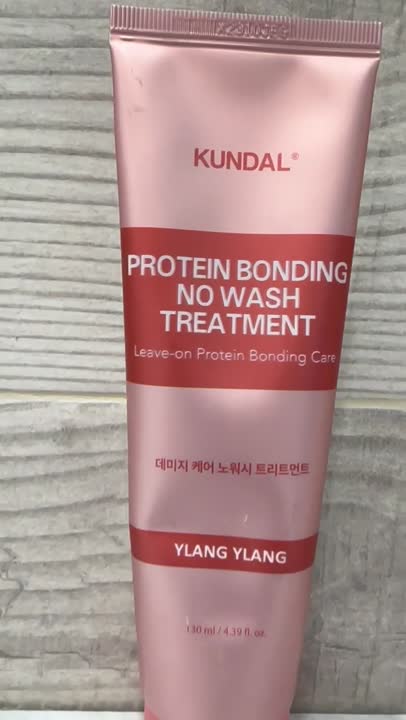 KUNDAL®
PROTEIN BONDING
NO WASH
TREATMENT
Leave-on Protein Bonding Care
데미지 케어 노워시 트리트먼트
YLANG YLANG
130 ml / 4.39 fl. oz.